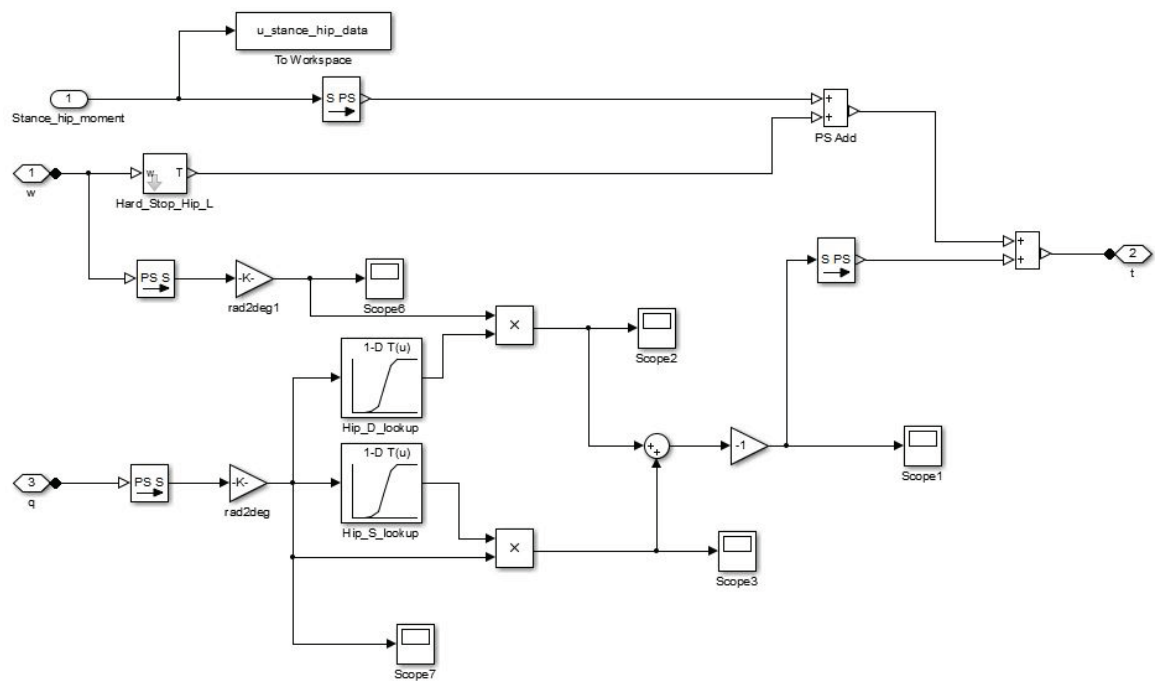 u_stance_hip_data
To Workspace
1
Stance_hip_moment
S PS
+
+
PS Add
1
w
w T
Hard_Stop_Hip_L
PS S
-K-
rad2deg1
Scope6
×
Scope2
S PS
+
+
2
t
1-D T(u)
Hip_D_lookup
+
+
-1
Scope1
3
q
PS S
-K-
rad2deg
1-D T(u)
Hip_S_lookup
×
Scope3
Scope7